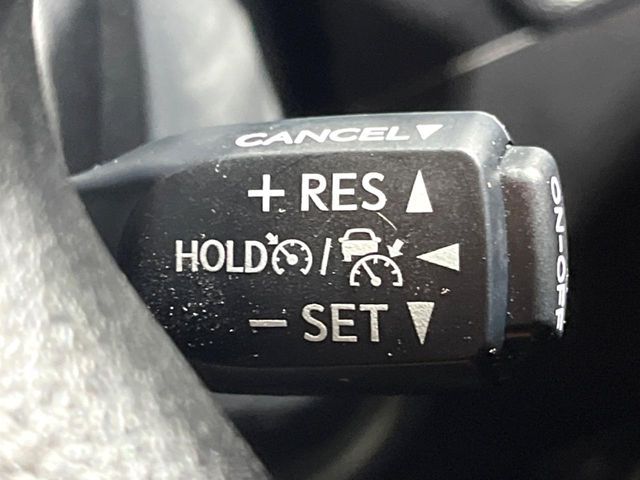 CANCEL
+ RES
HOLD /
- SET
ON-OFF